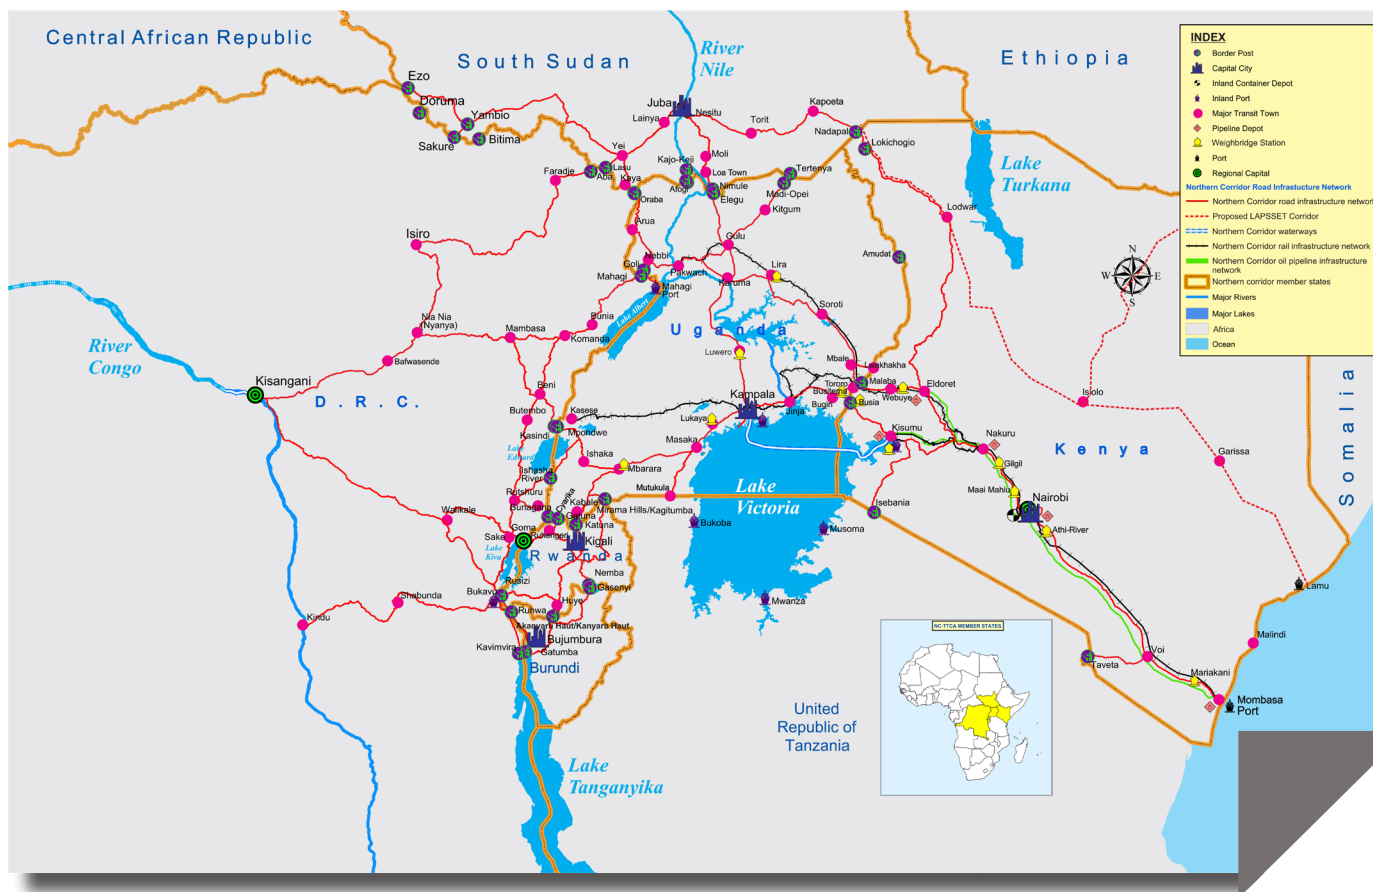 Central African Republic
South Sudan
River
Nile
Ethiopia
INDEX
Border Post
Capital City
Inland Container Depot
Inland Port
Major Transit Town
Pipeline Depot
Weighbridge Station
Port
Regional Capital
Northern Corridor Road Infrastucture Network
Northern Corridor road infrastructure network
Proposed LAPSSET Corridor
Northern Corridor waterways
Northern Corridor rail infrastructure network
Northern Corridor oil pipeline infrastructure
network
Northern corridor member states
Major Rivers
Major Lakes
Africa
Ocean
Ezo
Doruma
Yambio
Sakure
Bitima
Juba
Nesitu
Lainya
Torit
Kapoeta
Nadapal
Lokichogio
Yei
Lasu
Aba
Faradje
Kaya
Oraba
Kajo-Keji
Afogi
Moli
Loa Town
Nimule
Elegu
Tertenya
Madi-Opei
Kitgum
Lake
Turkana
Lodwar
Isiro
Arua
Nebbi
Goli
Mahagi
Mahagi
Port
Pakwach
Gulu
Karuma
Lira
Amudat
N
W
E
S
Lake Albert
Soroti
Uganda
Nia Nia
(Nyanya)
Mambasa
Bunia
Komanda
Bafwasende
Luwero
Mbale
Lwakhakha
River
Congo
Kisangani
D.R.C.
Beni
Butembo
Kasese
Kasindi
Mpondwe
Kampala
Lukaya
Jinja
Tororo
Busitema
Bugiri
Malaba
Busia
Webuye
Eldoret
Isiolo
Somalia
Masaka
Kisumu
Nakuru
Kenya
Garissa
Lake
Edward
Ishaka
Mbarara
Ishasha
River
Gilgil
Maai Mahiu
Nairobi
Athi-River
Lake
Victoria
Mutukula
Isebania
Rutshuru
Bunagana
Cyanika
Kabale
Gatuna
Katuna
Mirama Hills/Kagitumba
Bukoba
Musoma
Walikale
Goma
Sake
Ruhengeri
Kigali
Rwanda
Lake
Kivu
Nemba
Gasenyi
Mwanza
Lamu
Rusizi
Bukavu
Shabunda
Kindu
Ruhwa
Huye
Akanyaru Haut/Kanyaru Haut
Bujumbura
Kavimvira
Gatumba
Burundi
NC-TTCA MEMBER STATES
Malindi
Taveta
Voi
Mariakani
Mombasa
Port
United
Republic of
Tanzania
Lake
Tanganyika